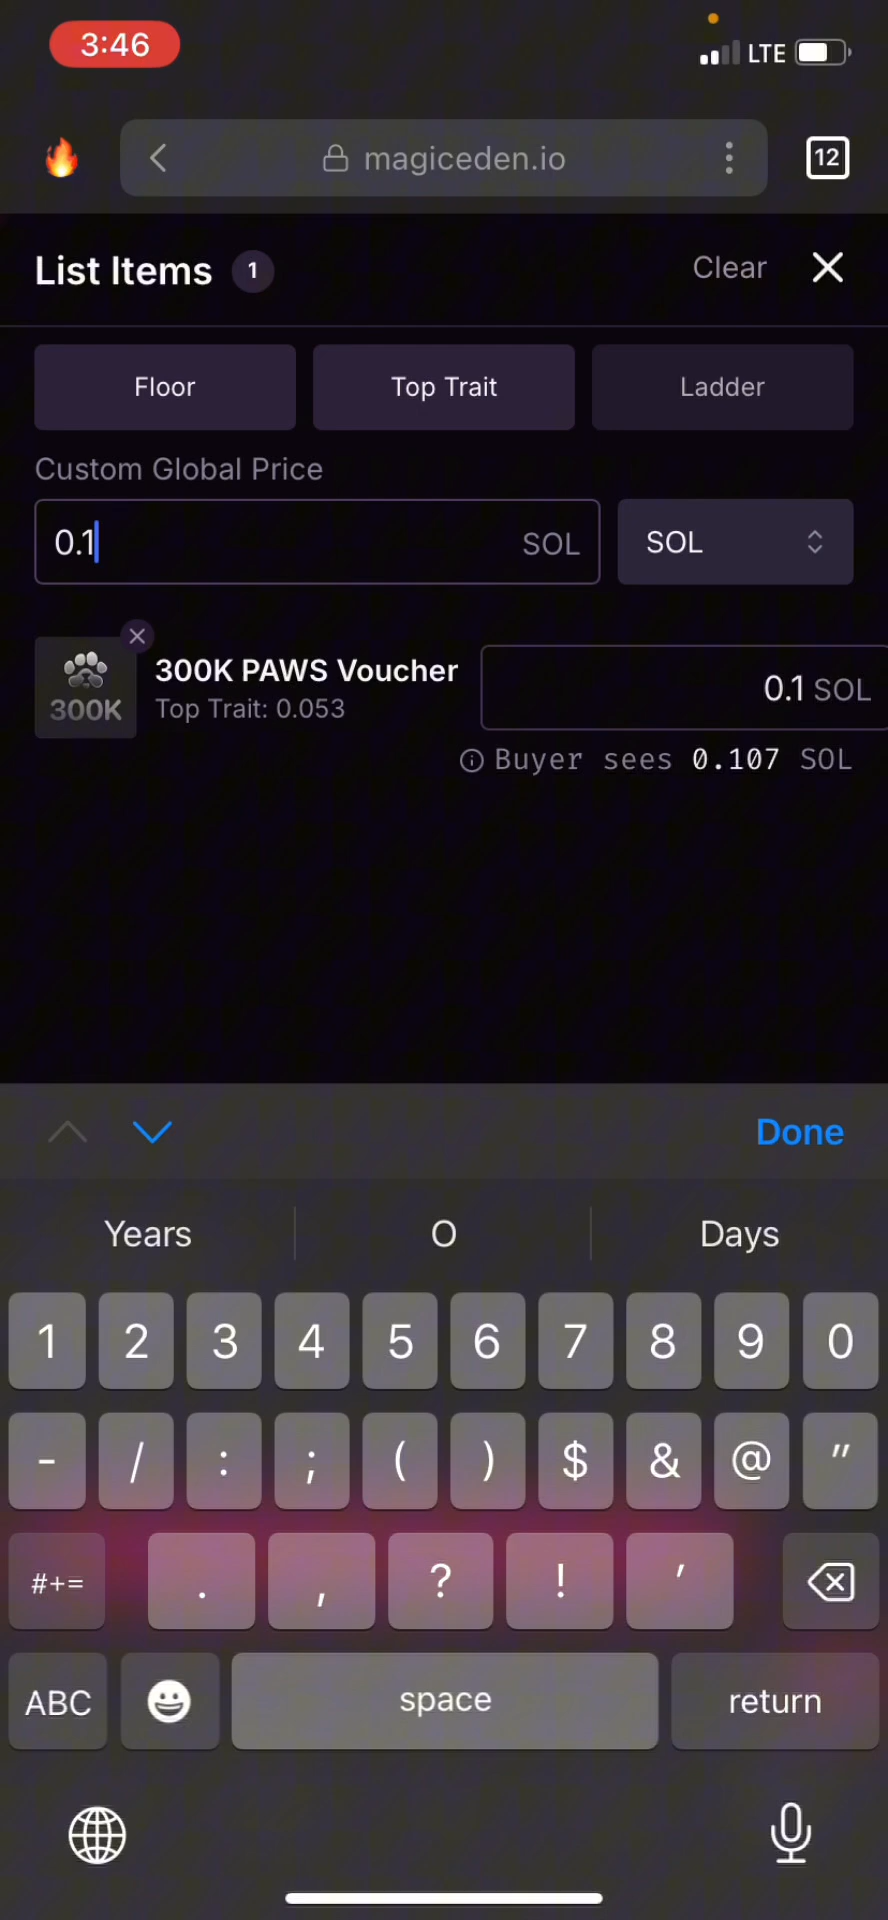 3:46
LTE
magiceden.io
12
List Items 1
Clear
Floor
Top Trait
Ladder
Custom Global Price
0.1 SOL
SOL
300K
300K PAWS Voucher
Top Trait: 0.053
0.1 SOL
Buyer sees 0.107 SOL
Done
Years
O
Days
1 2 3 4 5 6 7 8 9 0
- / : ; ( ) $ & @ "
#+= . , ? ! '
ABC space return